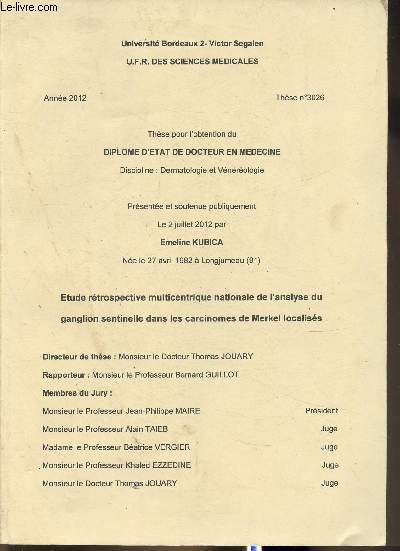 © Le-livre.com
Université Bordeaux 2- Victor Segalen
U.F.R. DES SCIENCES MEDICALES
Année 2012 Thèse n°3026
Thèse pour l'obtention du
DIPLOME D'ETAT DE DOCTEUR EN MEDECINE
Discipline : Dermatologie et Vénéréologie
Présentée et soutenue publiquement
Le 2 juillet 2012 par
Emeline KUBICA
Née le 27 avril 1982 à Longjumeau (91)
Etude rétrospective multicentrique nationale de l'analyse du
ganglion sentinelle dans les carcinomes de Merkel localisés
Directeur de thèse : Monsieur le Docteur Thomas JOUARY
Rapporteur : Monsieur le Professeur Bernard GUILLOT
Membres du Jury :
Monsieur le Professeur Jean-Philippe MAIRE Président
Monsieur le Professeur Alain TAIEB Juge
Madame le Professeur Béatrice VERGIER Juge
Monsieur le Professeur Khaled EZZEDINE Juge
Monsieur le Docteur Thomas JOUARY Juge